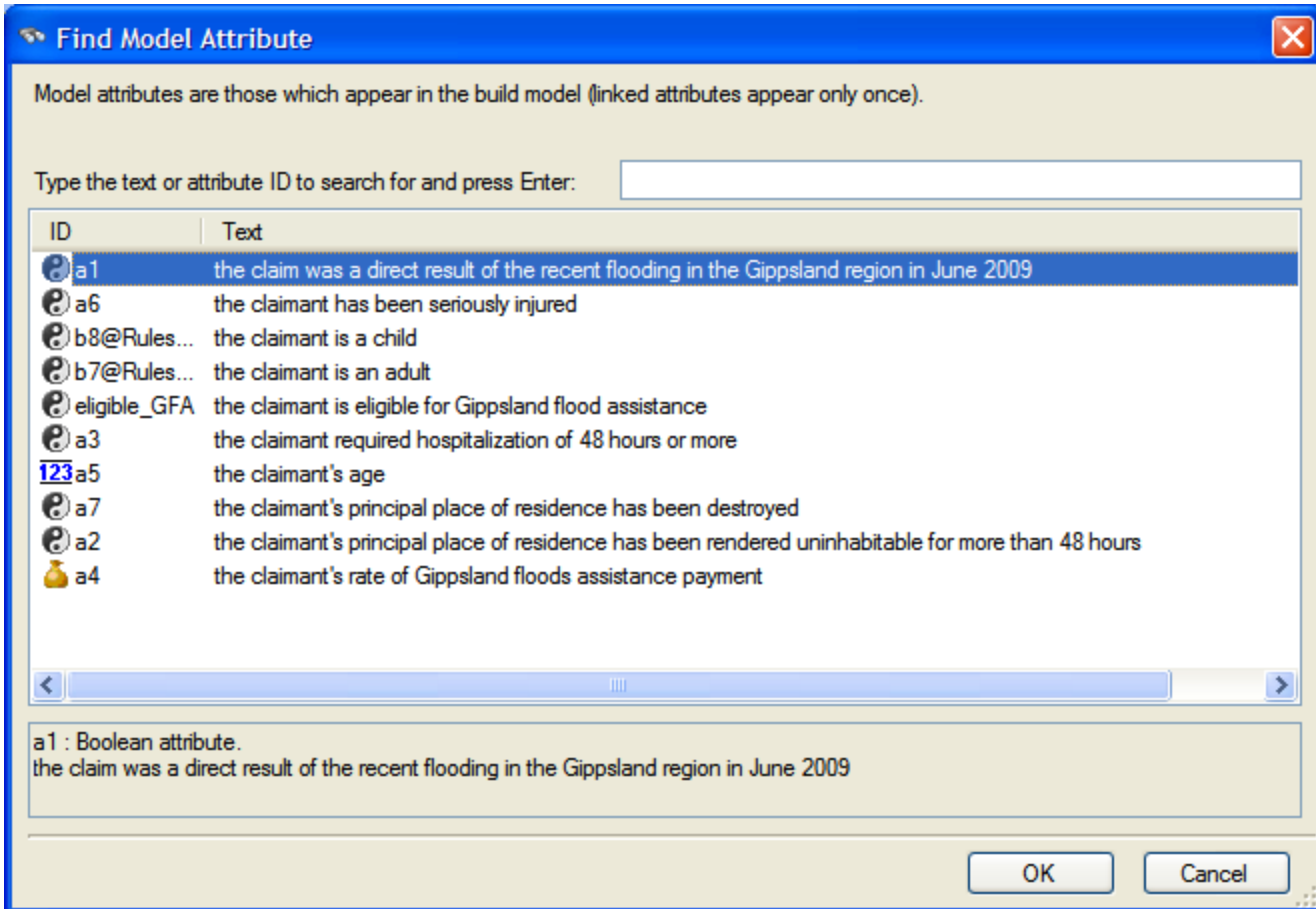 Find Model Attribute
Model attributes are those which appear in the build model (linked attributes appear only once).
Type the text or attribute ID to search for and press Enter:
ID Text
a1 the claim was a direct result of the recent flooding in the Gippsland region in June 2009
a6 the claimant has been seriously injured
b8@Rules... the claimant is a child
b7@Rules... the claimant is an adult
eligible_GFA the claimant is eligible for Gippsland flood assistance
a3 the claimant required hospitalization of 48 hours or more
123 a5 the claimant's age
a7 the claimant's principal place of residence has been destroyed
a2 the claimant's principal place of residence has been rendered uninhabitable for more than 48 hours
a4 the claimant's rate of Gippsland floods assistance payment
a1 : Boolean attribute.
the claim was a direct result of the recent flooding in the Gippsland region in June 2009
OK Cancel